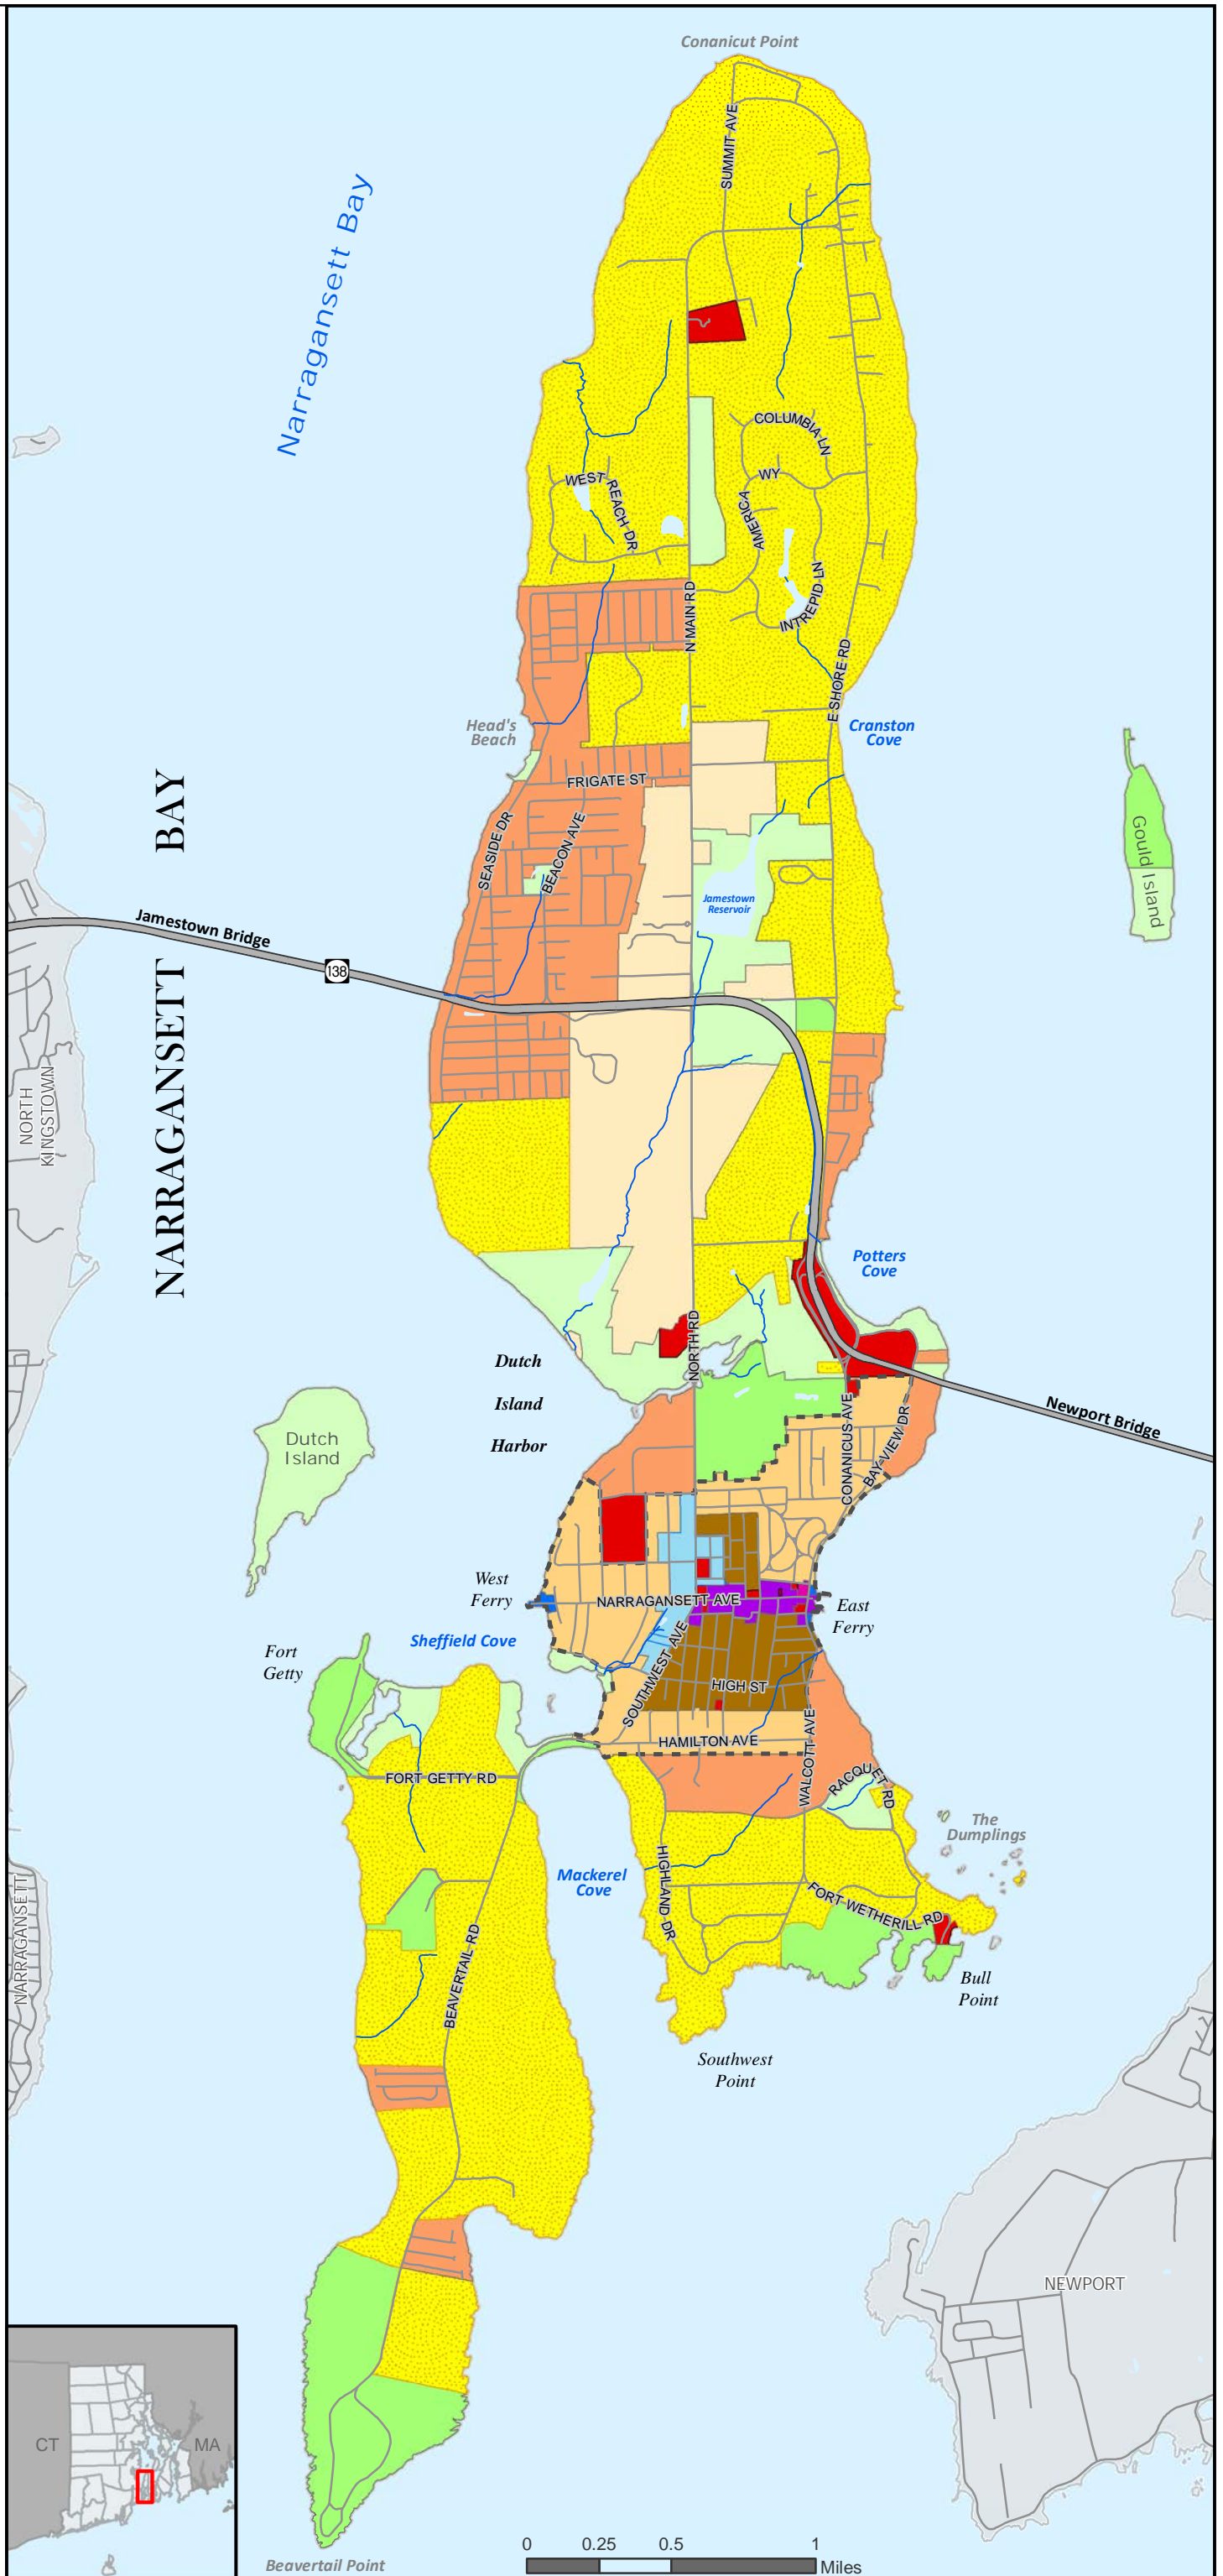 Conanicut Point
SUMMIT AVE
Narragansett Bay
COLUMBIA LN
WY
AMERICA
WEST
REACH DR
INTREPID LN
N MAIN RD
E SHORE RD
Head's
Beach
Cranston
Cove
FRIGATE ST
SEASIDE DR
BEACON AVE
Gould Island
Jamestown
Reservoir
Jamestown Bridge
138
NARRAGANSETT BAY
NORTH
KINGSTOWN
Potters
Cove
NORTH RD
Dutch
Island
Harbor
Dutch
Island
CONANICUS AVE
BAY VIEW DR
Newport Bridge
West
Ferry
NARRAGANSETT AVE
East
Ferry
Sheffield Cove
Fort
Getty
SOUTHWEST AVE
HIGH ST
HAMILTON AVE
WALCOTT AVE
FORT GETTY RD
RACQUET RD
The
Dumplings
HIGHLAND DR
Mackerel
Cove
FORT WETHERILL RD
NARRAGANSETT
BEAVERTAIL RD
Bull
Point
Southwest
Point
NEWPORT
CT
MA
Beavertail Point
0 0.25 0.5 1
Miles